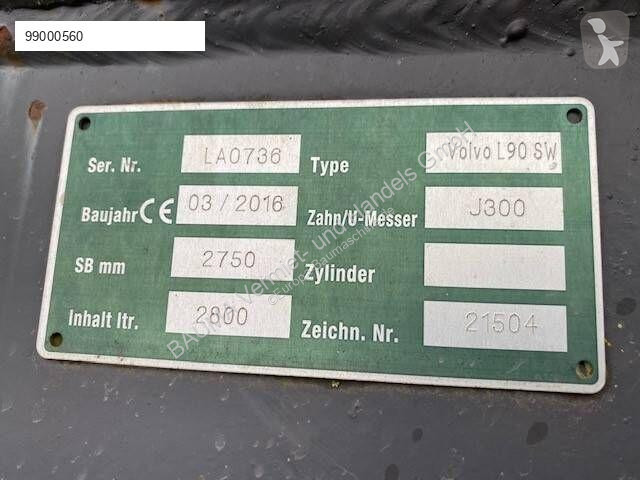 99000560
Ser. Nr. LA0736 Type Volvo L90 SW
Baujahr CE 03/2016 Zahn/U-Messer J300
SB mm 2750 Zylinder
Inhalt ltr. 2800 Zeichn. Nr. 21504